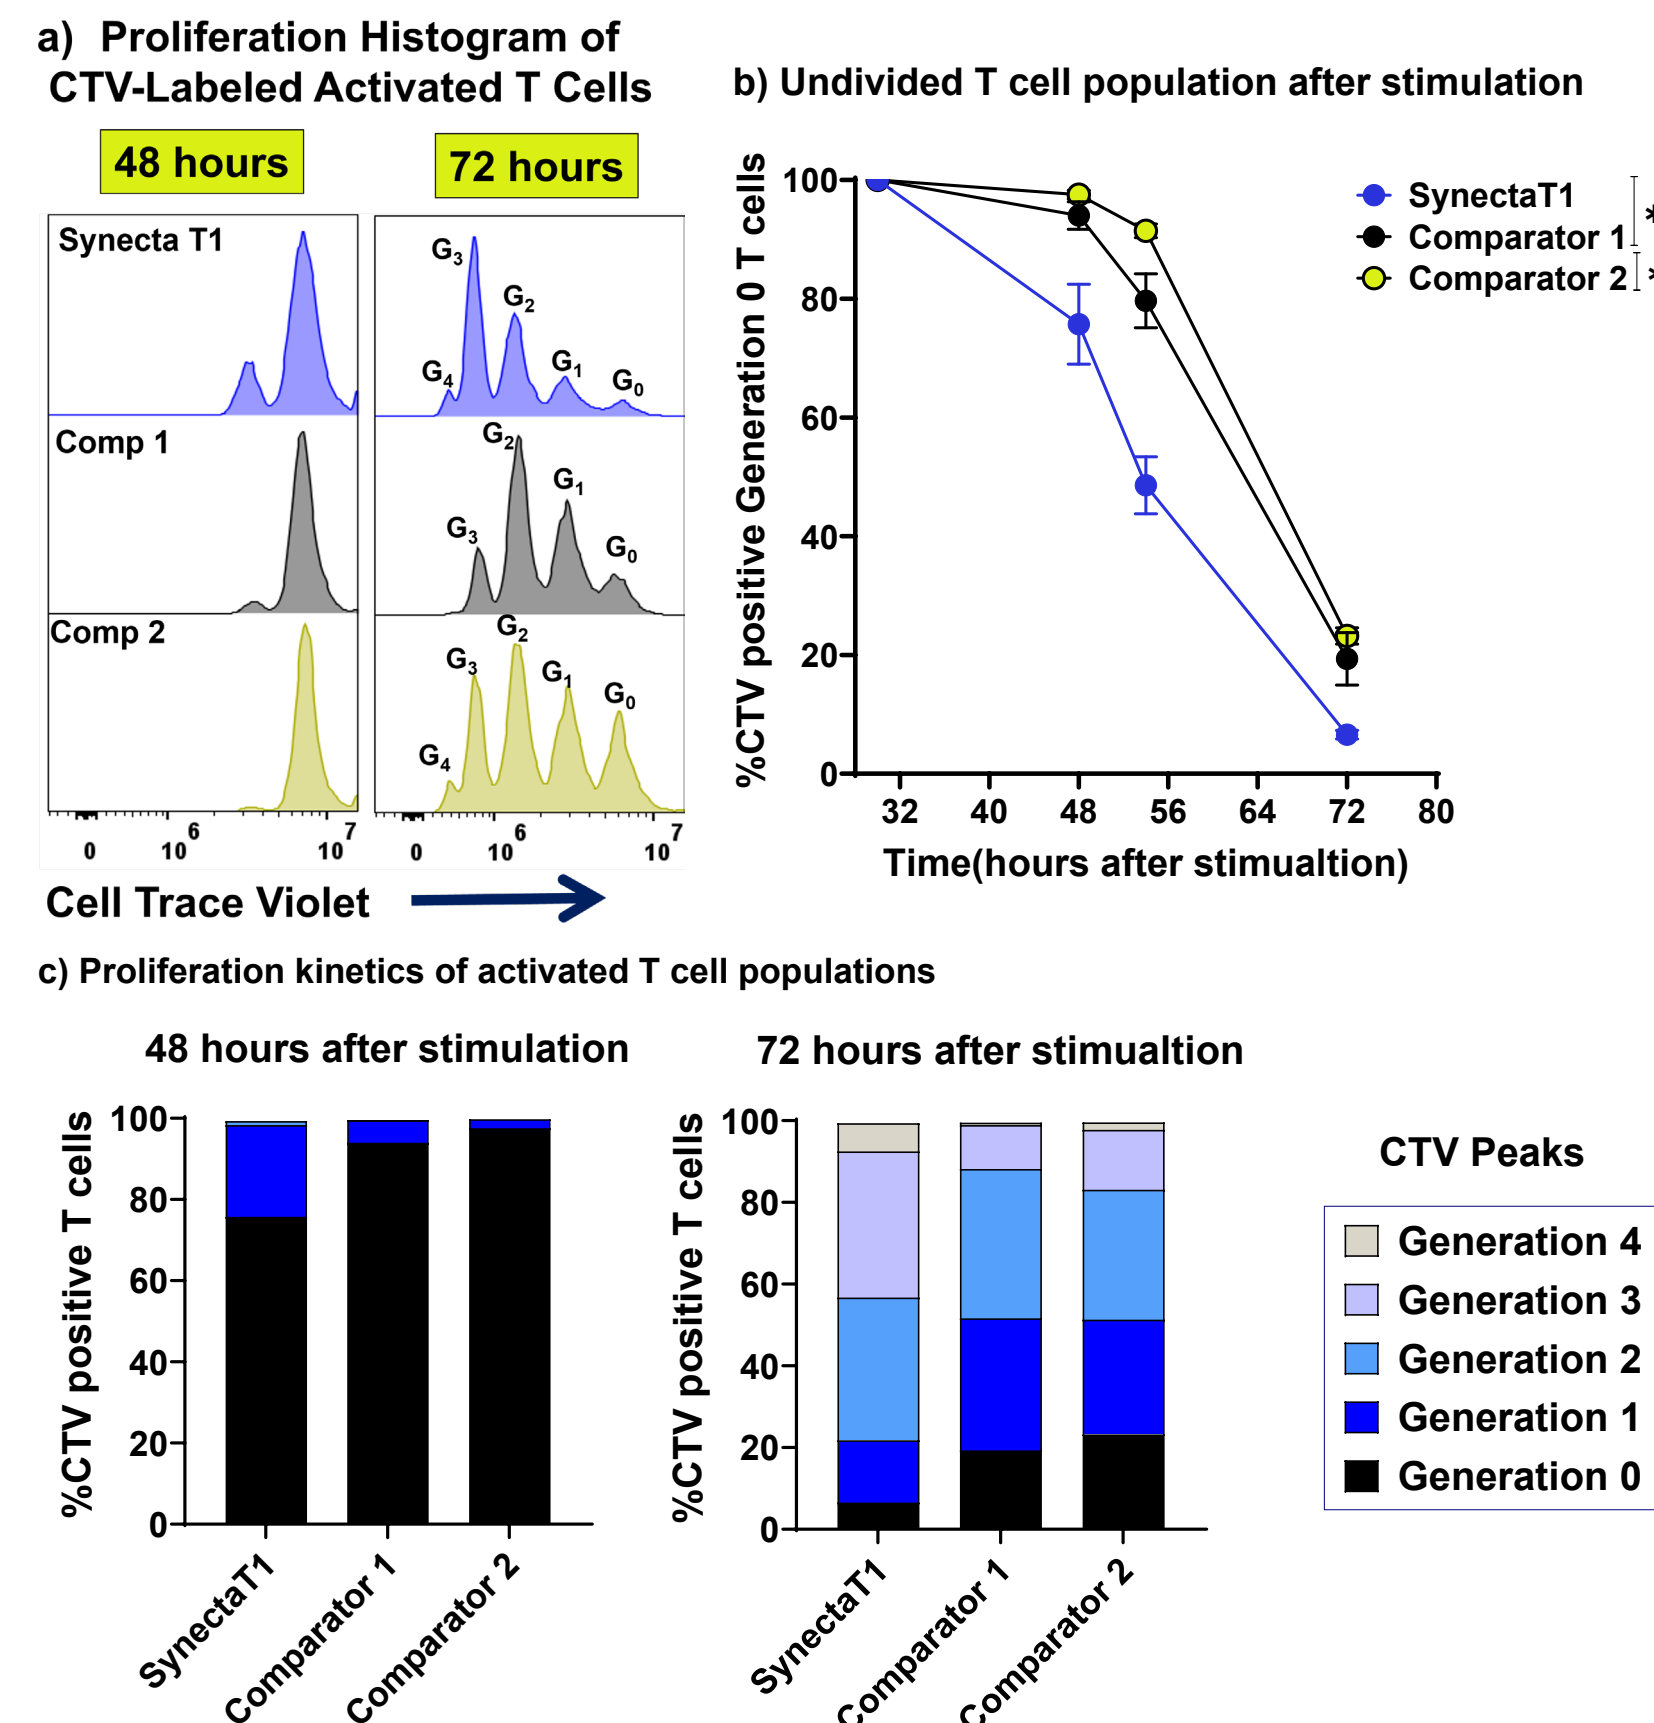 a) Proliferation Histogram of
CTV-Labeled Activated T Cells
48 hours
72 hours
Synecta T1
G3
G2
G1
G4
G0
Comp 1
G2
G1
G3
G0
Comp 2
G2
G3
G1
G0
G4
0 10^6 10^7
0 10^6 10^7
Cell Trace Violet
b) Undivided T cell population after stimulation
%CTV positive Generation 0 T cells
100
80
60
40
20
0
32 40 48 56 64 72 80
Time(hours after stimualtion)
SynectaT1
Comparator 1
Comparator 2
c) Proliferation kinetics of activated T cell populations
48 hours after stimulation
%CTV positive T cells
100
80
60
40
20
0
SynectaT1
Comparator 1
Comparator 2
72 hours after stimualtion
%CTV positive T cells
100
80
60
40
20
0
SynectaT1
Comparator 1
Comparator 2
CTV Peaks
Generation 4
Generation 3
Generation 2
Generation 1
Generation 0